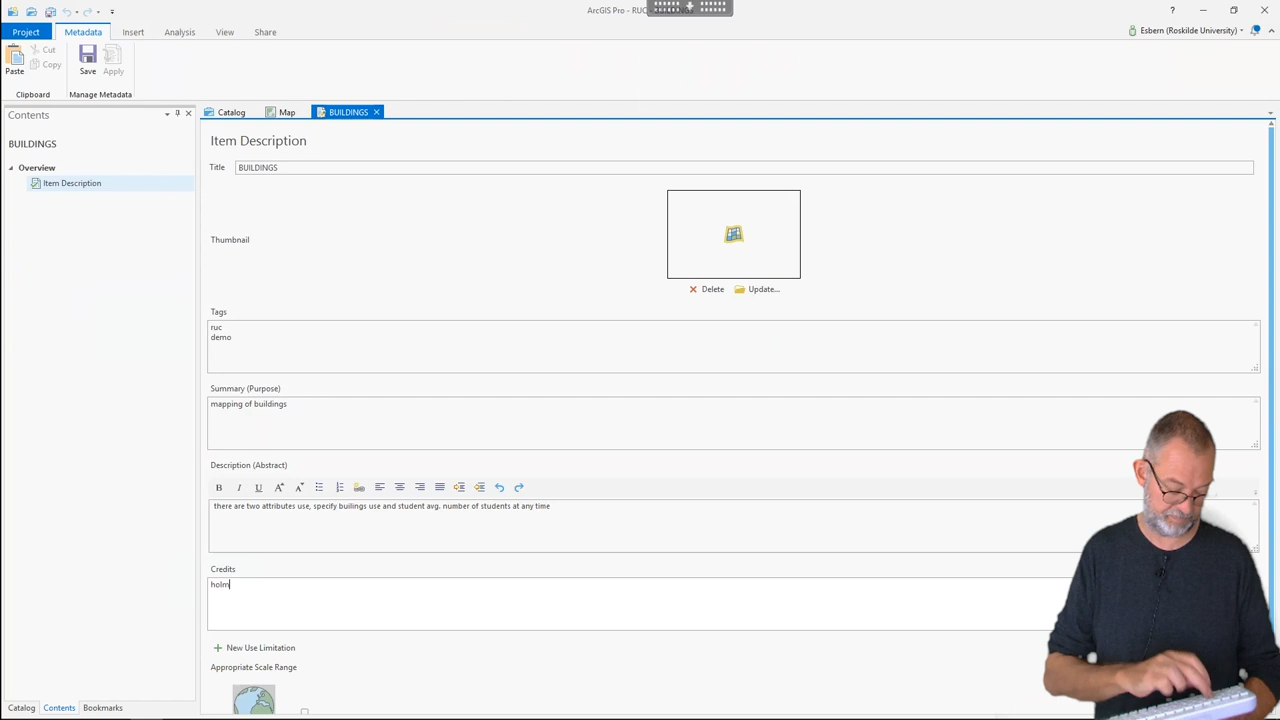 ArcGIS Pro - RUC
?
Project
Metadata
Insert
Analysis
View
Share
Esbern (Roskilde University)
Paste
Cut
Copy
Save
Apply
Clipboard
Manage Metadata
Contents
Catalog
Map
BUILDINGS
BUILDINGS
Overview
Item Description
Item Description
Title
BUILDINGS
Thumbnail
Delete
Update...
Tags
ruc
demo
Summary (Purpose)
mapping of buildings
Description (Abstract)
B I U A A
there are two attributes use, specify builings use and student avg. number of students at any time
Credits
holm
New Use Limitation
Appropriate Scale Range
Catalog
Contents
Bookmarks